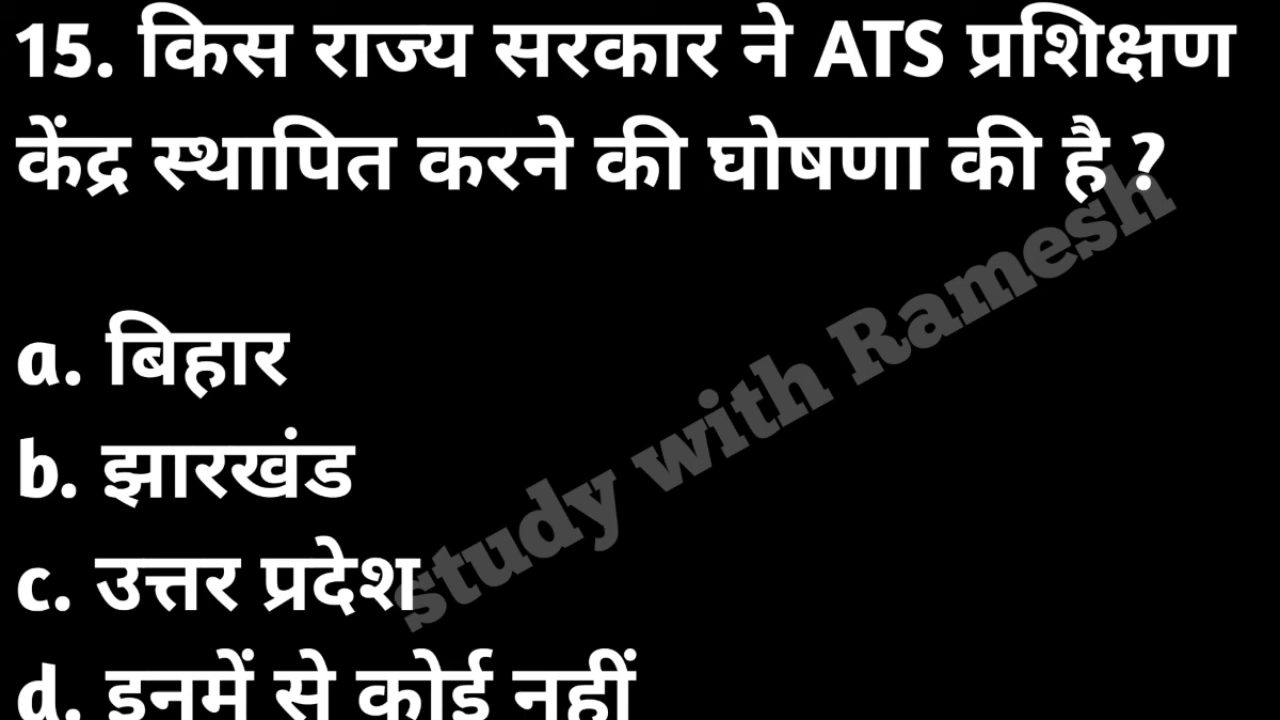 15. किस राज्य सरकार ने ATS प्रशिक्षण
केंद्र स्थापित करने की घोषणा की है ?
a. बिहार
b. झारखंड
c. उत्तर प्रदेश
d. इनमें से कोई नहीं
study with Ramesh